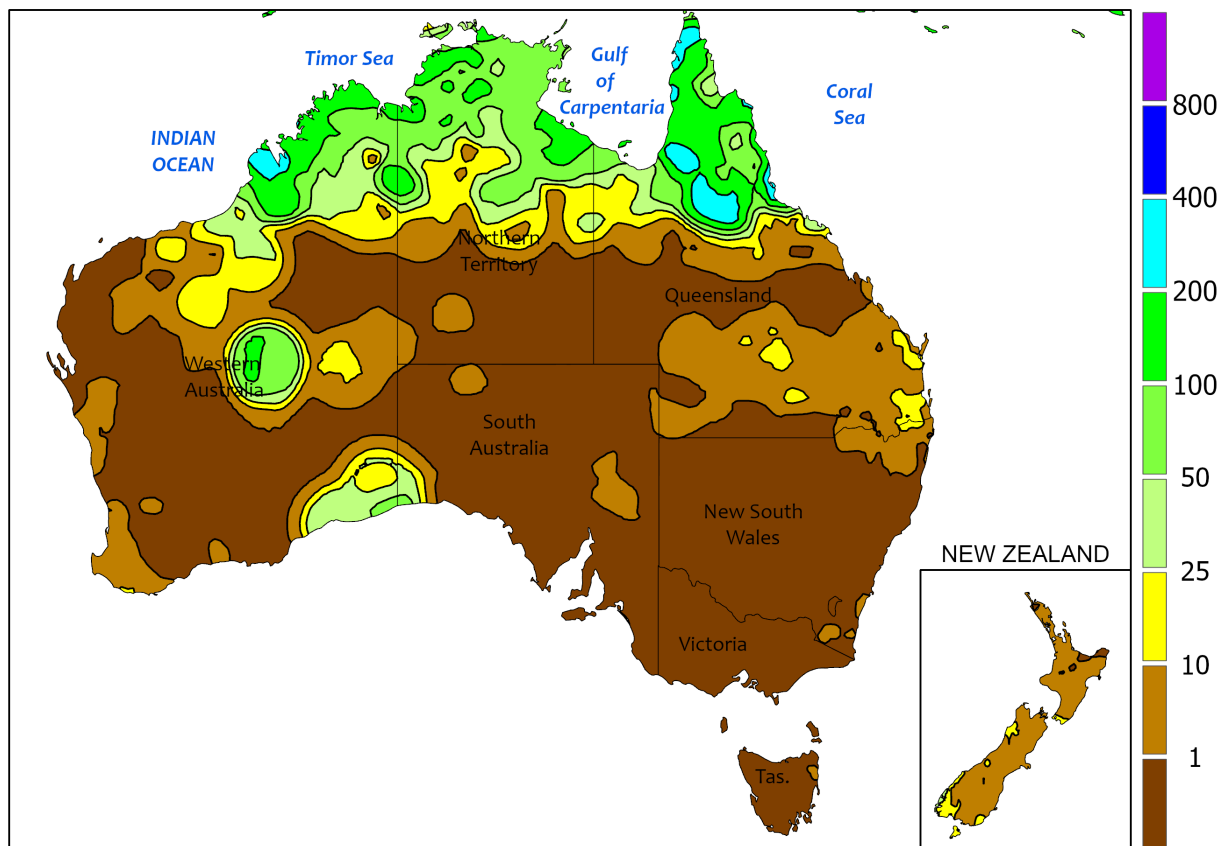 Timor Sea
Gulf
of
Carpentaria
Coral
Sea
INDIAN
OCEAN
Northern
Territory
Queensland
Western
Australia
South
Australia
New South
Wales
Victoria
Tas.
NEW ZEALAND
800
400
200
100
50
25
10
1